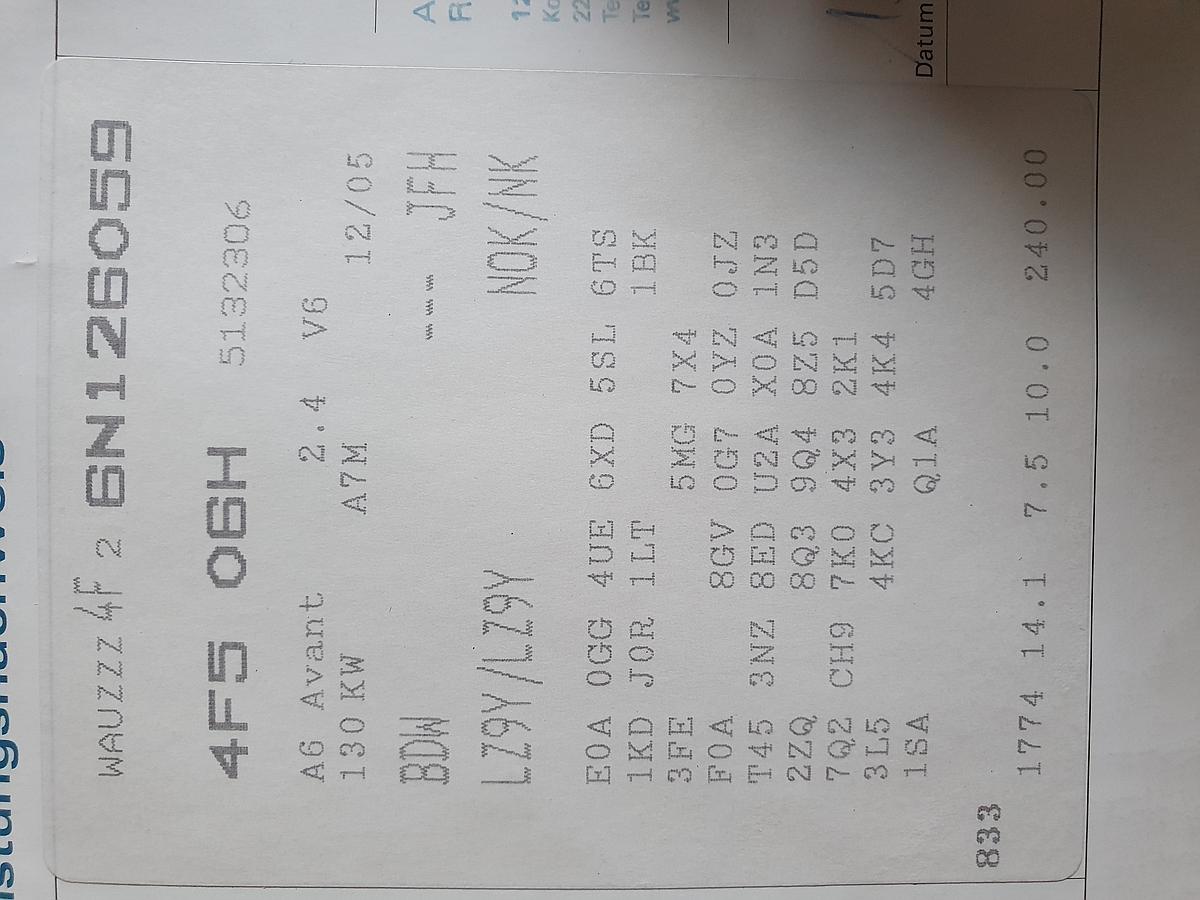 WAUZZZ 4F 2 6N126059
4F5 06H 5132306
A6 Avant 2.4 V6
130 KW A7M 12/05
BDW --- JFH
LZ9Y/LZ9Y NOK/NK
E0A 0GG 4UE 6XD 5SL 6TS
1KD J0R 1LT 1BK
3FE 5MG 7X4
F0A 8GV 0G7 0YZ 0JZ
T45 3NZ 8ED U2A X0A 1N3
2ZQ 8Q3 9Q4 8Z5 D5D
7Q2 CH9 7K0 4X3 2K1
3L5 4KC 3Y3 4K4 5D7
1SA Q1A 4GH
833
1774 14.1 7.5 10.0 240.00
Datum